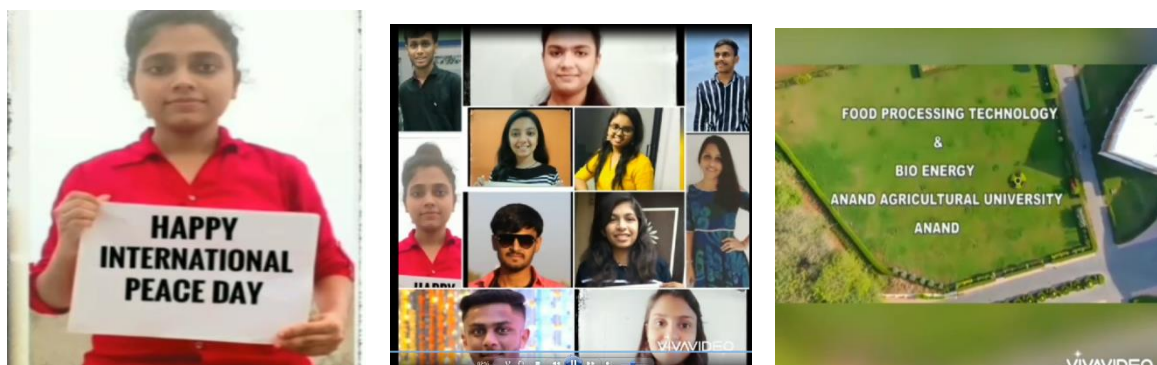 HAPPY
INTERNATIONAL
PEACE DAY
HAPPY
VIVAVIDEO
FOOD PROCESSING TECHNOLOGY
&
BIO ENERGY
ANAND AGRICULTURAL UNIVERSITY
ANAND
VIVAVIDEO